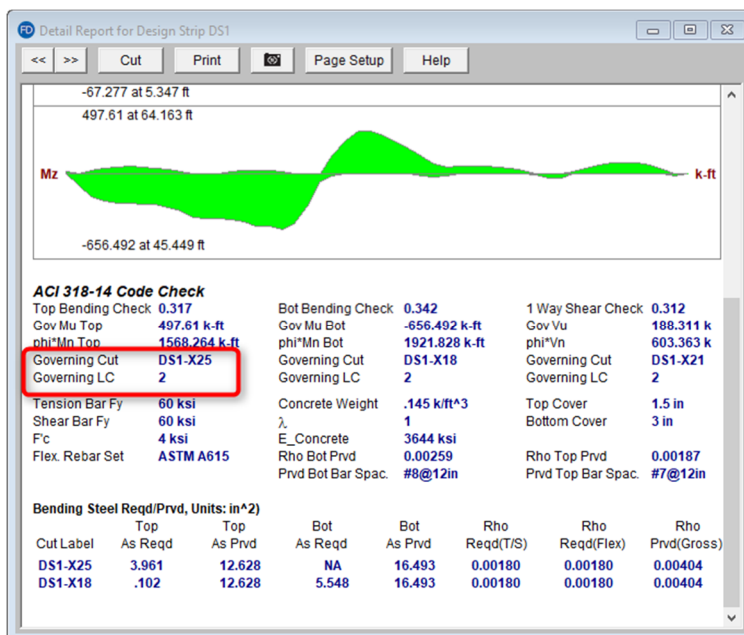 FD Detail Report for Design Strip DS1
<< >> Cut Print Page Setup Help
-67.277 at 5.347 ft
497.61 at 64.163 ft
Mz k-ft
-656.492 at 45.449 ft
ACI 318-14 Code Check
Top Bending Check 0.317 Bot Bending Check 0.342 1 Way Shear Check 0.312
Gov Mu Top 497.61 k-ft Gov Mu Bot -656.492 k-ft Gov Vu 188.311 k
phi*Mn Top 1568.264 k-ft phi*Mn Bot 1921.828 k-ft phi*Vn 603.363 k
Governing Cut DS1-X25 Governing Cut DS1-X18 Governing Cut DS1-X21
Governing LC 2 Governing LC 2 Governing LC 2
Tension Bar Fy 60 ksi Concrete Weight .145 k/ft^3 Top Cover 1.5 in
Shear Bar Fy 60 ksi λ 1 Bottom Cover 3 in
F'c 4 ksi E_Concrete 3644 ksi
Flex. Rebar Set ASTM A615 Rho Bot Prvd 0.00259 Rho Top Prvd 0.00187
Prvd Bot Bar Spac. #8@12in Prvd Top Bar Spac. #7@12in
Bending Steel Reqd/Prvd, Units: in^2)
Top Top Bot Bot Rho Rho Rho
Cut Label As Reqd As Prvd As Reqd As Prvd Reqd(T/S) Reqd(Flex) Prvd(Gross)
DS1-X25 3.961 12.628 NA 16.493 0.00180 0.00180 0.00404
DS1-X18 .102 12.628 5.548 16.493 0.00180 0.00180 0.00404